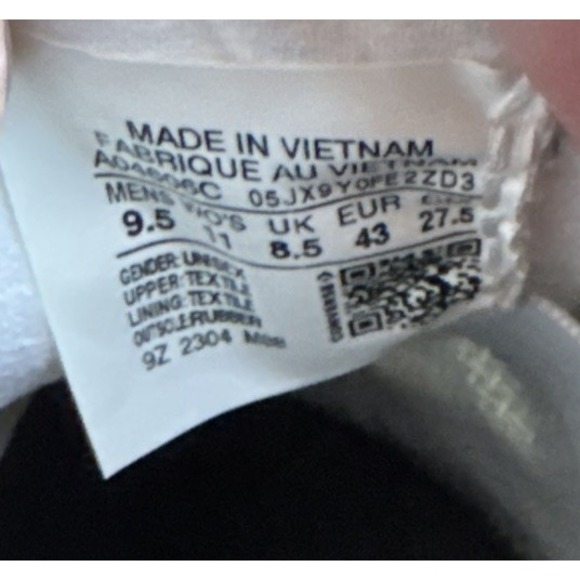 MADE IN VIETNAM
FABRIQUE AU VIETNAM
05JX9YOFE2ZD3
MENS WO'S UK EUR
9.5 11 8.5 43 27.5
GENDER: UNISEX
UPPER: TEXTILE
LINING: TEXTILE
OUTSOLE: RUBBER
9Z 2304